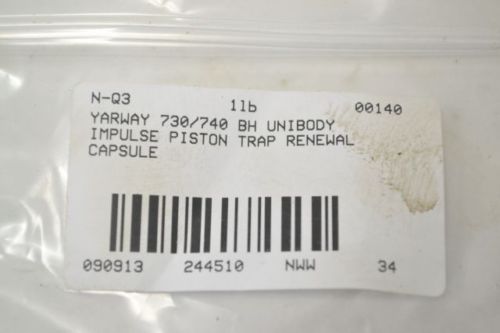 N-Q3 1lb 00140
YARWAY 730/740 BH UNIBODY
IMPULSE PISTON TRAP RENEWAL
CAPSULE
090913 244510 NWW 34